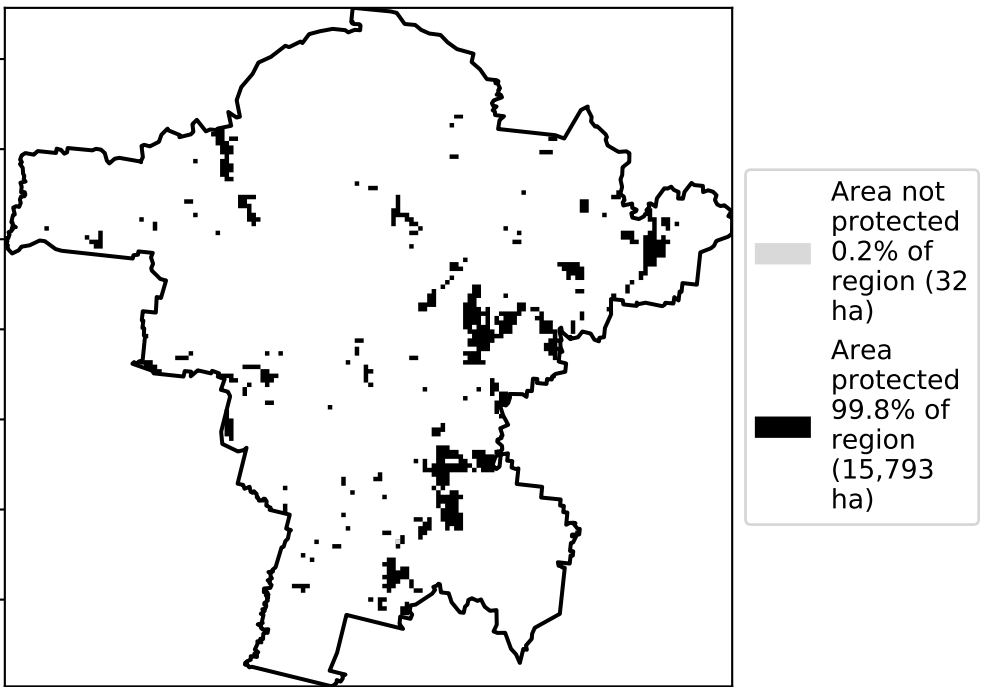 Area not
protected
0.2% of
region (32
ha)
Area
protected
99.8% of
region
(15,793
ha)